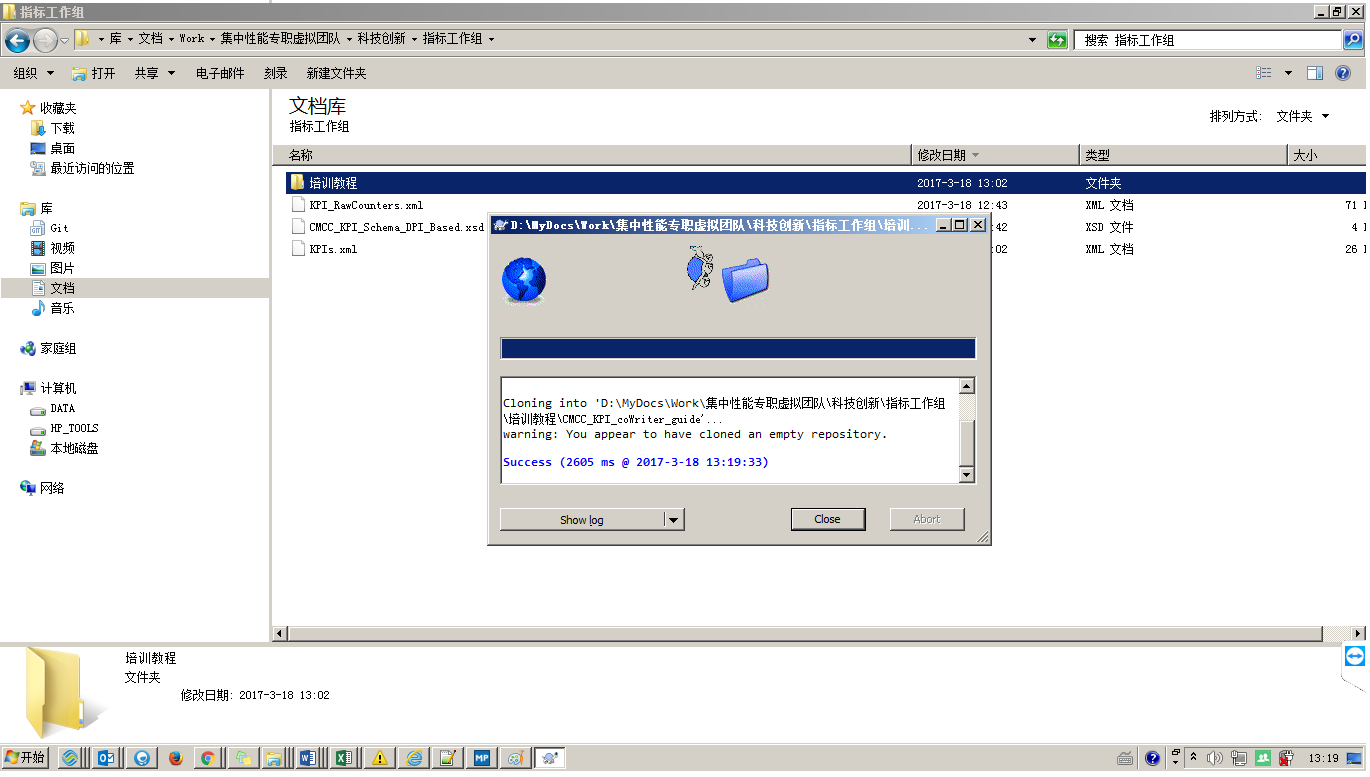 指标工作组
库 文档 Work 集中性能专职虚拟团队 科技创新 指标工作组
搜索 指标工作组
组织 打开 共享 电子邮件 刻录 新建文件夹
收藏夹
下载
桌面
最近访问的位置
库
Git
视频
图片
文档
音乐
家庭组
计算机
DATA
HP_TOOLS
本地磁盘
网络
文档库
指标工作组
排列方式: 文件夹
名称 修改日期 类型 大小
培训教程 2017-3-18 13:02 文件夹
KPI_RawCounters.xml 2017-3-18 12:43 XML 文档 71
CMCC_KPI_Schema_DPI_Based.xsd :42 XSD 文件 4
KPIs.xml :02 XML 文档 26
D:\MyDocs\Work\集中性能专职虚拟团队\科技创新\指标工作组\培训...
Cloning into 'D:\MyDocs\Work\集中性能专职虚拟团队\科技创新\指标工作组
\培训教程\CMCC_KPI_coWriter_guide'...
warning: You appear to have cloned an empty repository.
Success (2605 ms @ 2017-3-18 13:19:33)
Show log Close Abort
培训教程
文件夹
修改日期: 2017-3-18 13:02
开始
MP
13:19